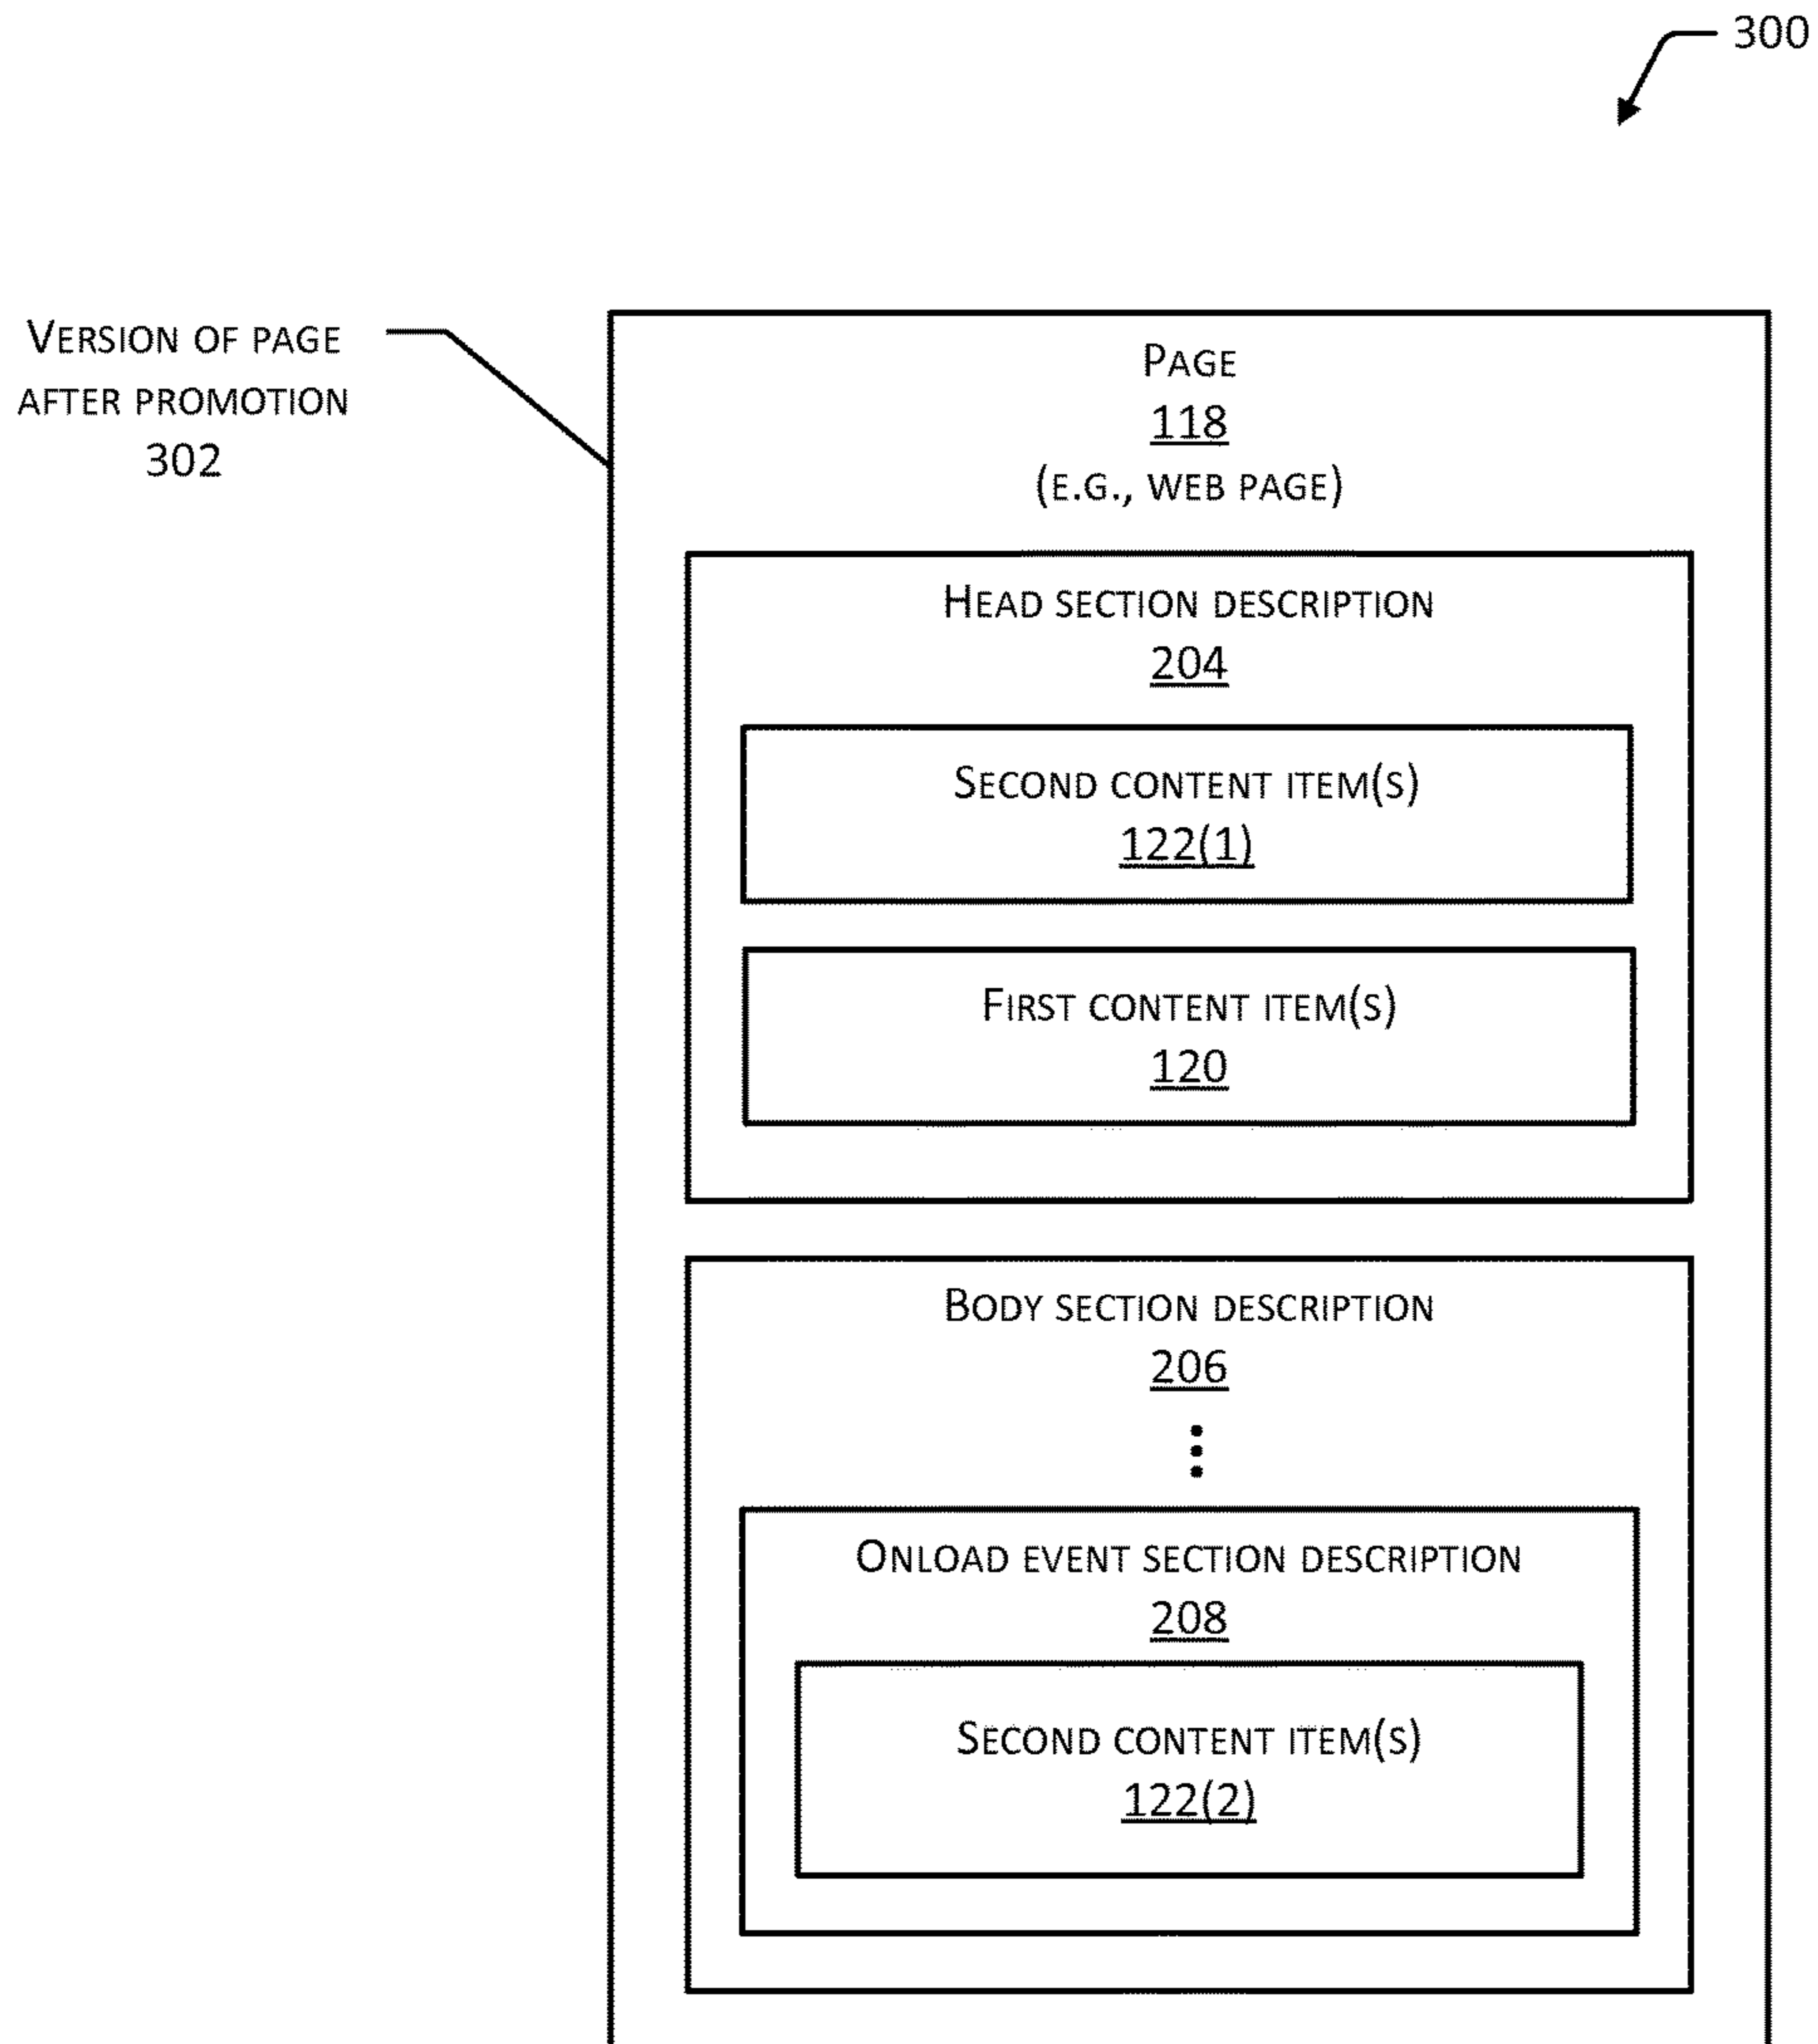 300
Version of page
after promotion
302
Page
118
(e.g., web page)
Head section description
204
Second content item(s)
122(1)
First content item(s)
120
Body section description
206
Onload event section description
208
Second content item(s)
122(2)